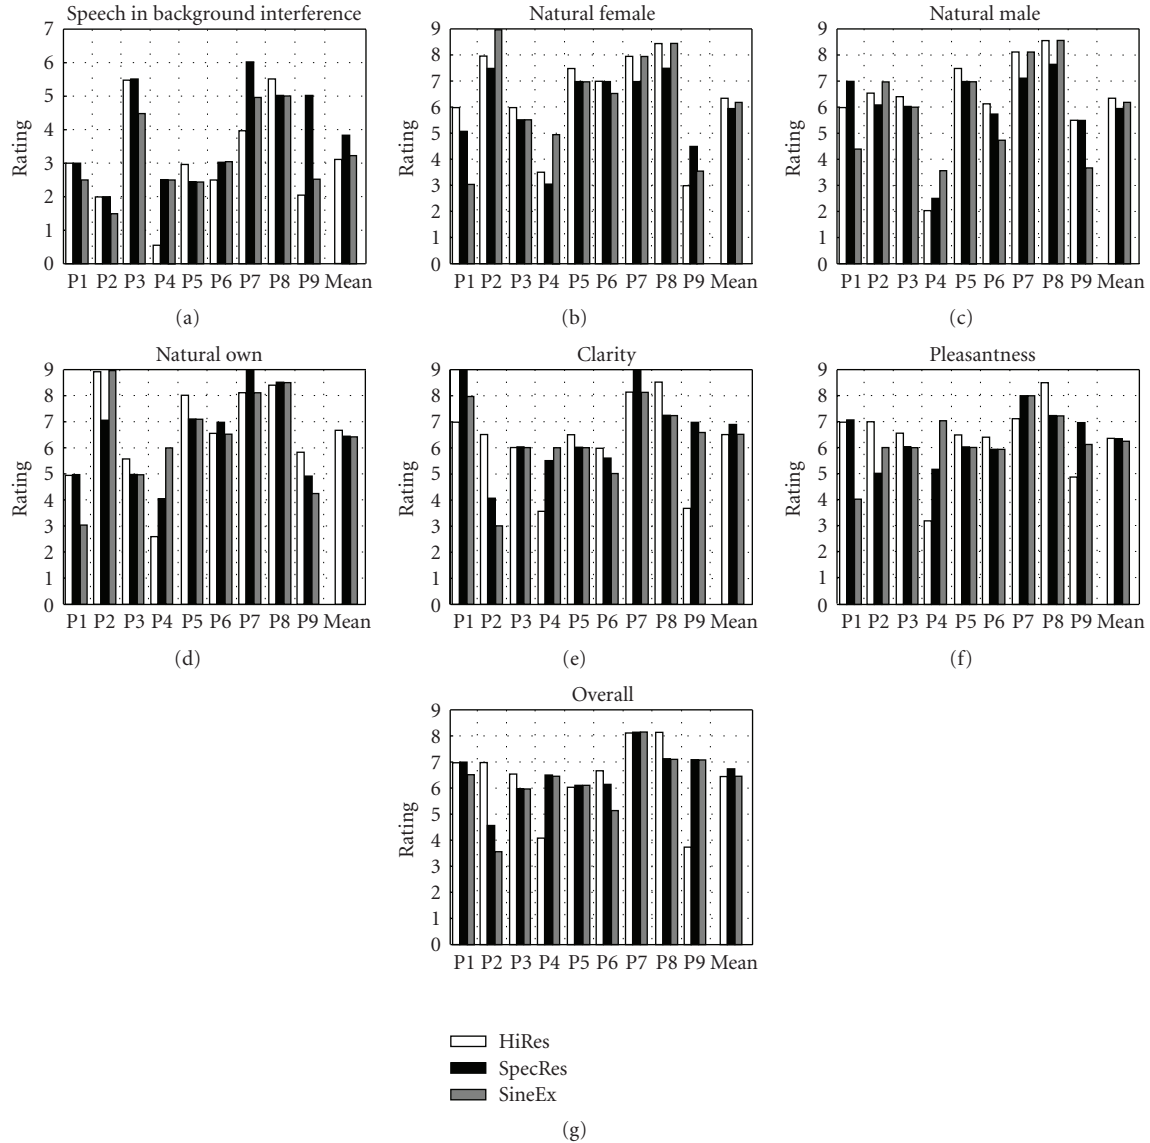 Speech in background interference
Natural female
Natural male
7
6
5
4
3
2
1
0
Rating
P1 P2 P3 P4 P5 P6 P7 P8 P9 Mean
(a)
9
8
7
6
5
4
3
2
1
0
Rating
P1 P2 P3 P4 P5 P6 P7 P8 P9 Mean
(b)
9
8
7
6
5
4
3
2
1
0
Rating
P1 P2 P3 P4 P5 P6 P7 P8 P9 Mean
(c)
Natural own
9
8
7
6
5
4
3
2
1
0
Rating
P1 P2 P3 P4 P5 P6 P7 P8 P9 Mean
(d)
Clarity
9
8
7
6
5
4
3
2
1
0
Rating
P1 P2 P3 P4 P5 P6 P7 P8 P9 Mean
(e)
Pleasantness
9
8
7
6
5
4
3
2
1
0
Rating
P1 P2 P3 P4 P5 P6 P7 P8 P9 Mean
(f)
Overall
9
8
7
6
5
4
3
2
1
0
Rating
P1 P2 P3 P4 P5 P6 P7 P8 P9 Mean
HiRes
SpecRes
SineEx
(g)